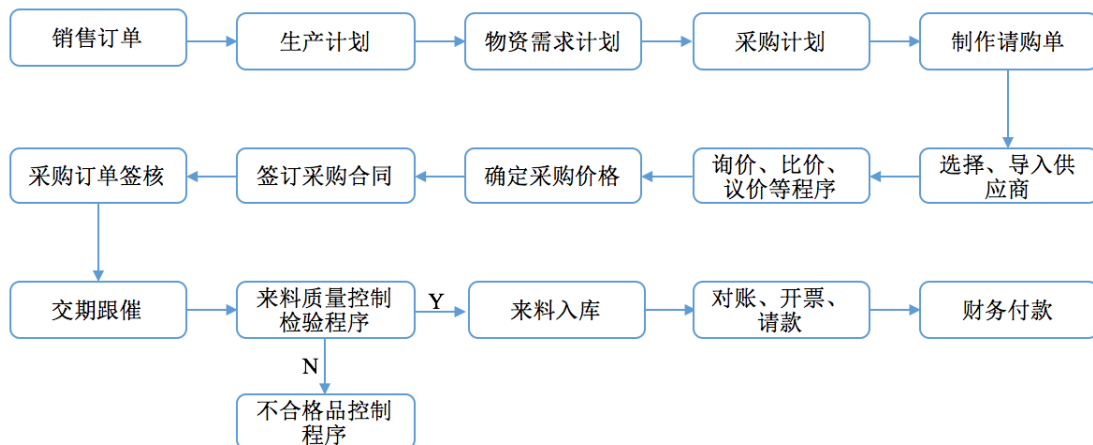 销售订单
生产计划
物资需求计划
采购计划
制作请购单
采购订单签核
签订采购合同
确定采购价格
询价、比价、
议价等程序
选择、导入供
应商
交期跟催
来料质量控制
检验程序
Y
来料入库
对账、开票、
请款
财务付款
N
不合格品控制
程序